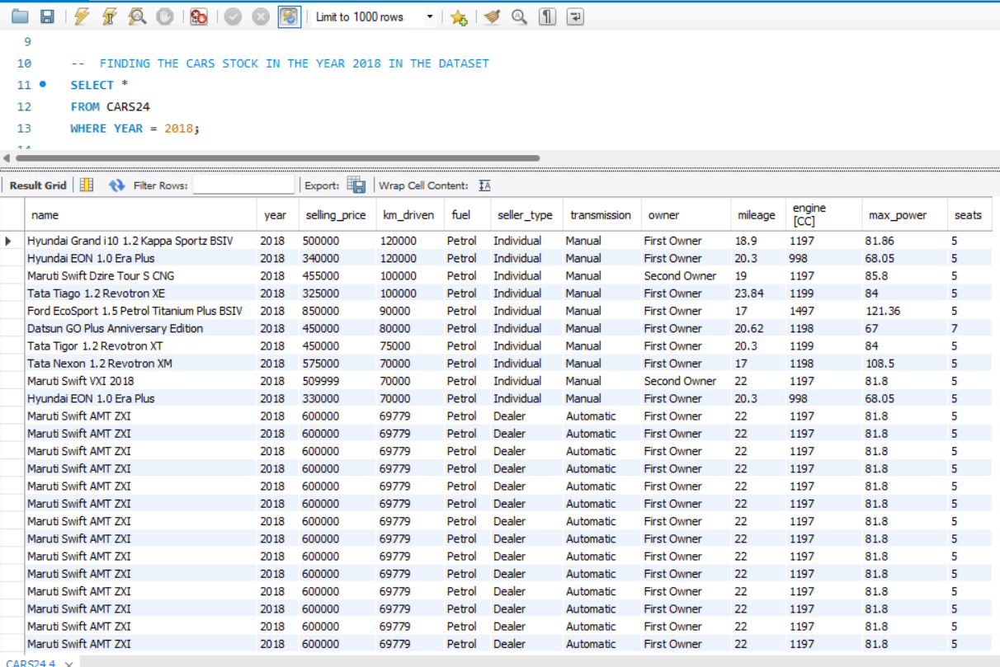 Limit to 1000 rows
9
10 -- FINDING THE CARS STOCK IN THE YEAR 2018 IN THE DATASET
11 SELECT *
12 FROM CARS24
13 WHERE YEAR = 2018;
Result Grid Filter Rows: Export: Wrap Cell Content:
name year selling_price km_driven fuel seller_type transmission owner mileage engine [CC] max_power seats
Hyundai Grand i10 1.2 Kappa Sportz BSIV 2018 500000 120000 Petrol Individual Manual First Owner 18.9 1197 81.86 5
Hyundai EON 1.0 Era Plus 2018 340000 120000 Petrol Individual Manual First Owner 20.3 998 68.05 5
Maruti Swift Dzire Tour S CNG 2018 455000 100000 Petrol Individual Manual Second Owner 19 1197 85.8 5
Tata Tiago 1.2 Revotron XE 2018 325000 100000 Petrol Individual Manual First Owner 23.84 1199 84 5
Ford EcoSport 1.5 Petrol Titanium Plus BSIV 2018 850000 90000 Petrol Individual Manual First Owner 17 1497 121.36 5
Datsun GO Plus Anniversary Edition 2018 450000 80000 Petrol Individual Manual First Owner 20.62 1198 67 7
Tata Tigor 1.2 Revotron XT 2018 450000 75000 Petrol Individual Manual First Owner 20.3 1199 84 5
Tata Nexon 1.2 Revotron XM 2018 575000 70000 Petrol Individual Manual First Owner 17 1198 108.5 5
Maruti Swift VXI 2018 2018 509999 70000 Petrol Individual Manual Second Owner 22 1197 81.8 5
Hyundai EON 1.0 Era Plus 2018 330000 70000 Petrol Individual Manual First Owner 20.3 998 68.05 5
Maruti Swift AMT ZXI 2018 600000 69779 Petrol Dealer Automatic First Owner 22 1197 81.8 5
Maruti Swift AMT ZXI 2018 600000 69779 Petrol Dealer Automatic First Owner 22 1197 81.8 5
Maruti Swift AMT ZXI 2018 600000 69779 Petrol Dealer Automatic First Owner 22 1197 81.8 5
Maruti Swift AMT ZXI 2018 600000 69779 Petrol Dealer Automatic First Owner 22 1197 81.8 5
Maruti Swift AMT ZXI 2018 600000 69779 Petrol Dealer Automatic First Owner 22 1197 81.8 5
Maruti Swift AMT ZXI 2018 600000 69779 Petrol Dealer Automatic First Owner 22 1197 81.8 5
Maruti Swift AMT ZXI 2018 600000 69779 Petrol Dealer Automatic First Owner 22 1197 81.8 5
Maruti Swift AMT ZXI 2018 600000 69779 Petrol Dealer Automatic First Owner 22 1197 81.8 5
Maruti Swift AMT ZXI 2018 600000 69779 Petrol Dealer Automatic First Owner 22 1197 81.8 5
Maruti Swift AMT ZXI 2018 600000 69779 Petrol Dealer Automatic First Owner 22 1197 81.8 5
Maruti Swift AMT ZXI 2018 600000 69779 Petrol Dealer Automatic First Owner 22 1197 81.8 5
Maruti Swift AMT ZXI 2018 600000 69779 Petrol Dealer Automatic First Owner 22 1197 81.8 5
Maruti Swift AMT ZXI 2018 600000 69779 Petrol Dealer Automatic First Owner 22 1197 81.8 5
Maruti Swift AMT ZXI 2018 600000 69779 Petrol Dealer Automatic First Owner 22 1197 81.8 5
CARS24 4